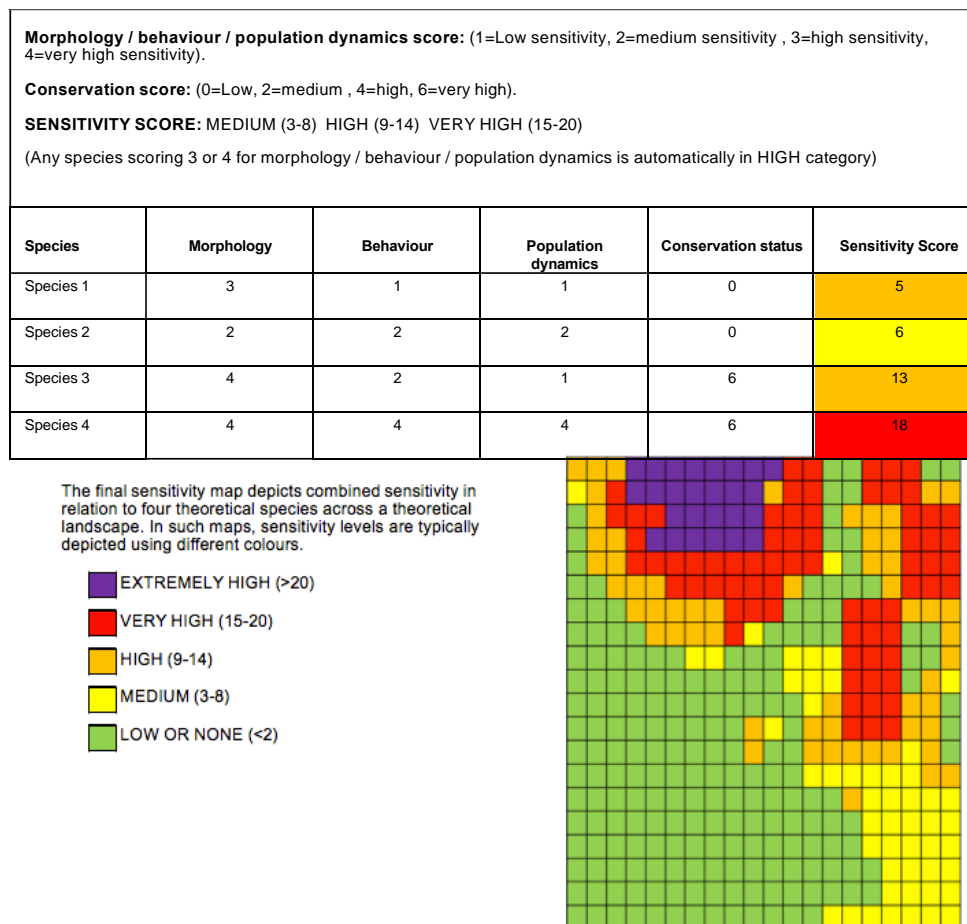 Morphology / behaviour / population dynamics score: (1=Low sensitivity, 2=medium sensitivity , 3=high sensitivity,
4=very high sensitivity).
Conservation score: (0=Low, 2=medium , 4=high, 6=very high).
SENSITIVITY SCORE: MEDIUM (3-8) HIGH (9-14) VERY HIGH (15-20)
(Any species scoring 3 or 4 for morphology / behaviour / population dynamics is automatically in HIGH category)
Species Morphology Behaviour Population dynamics Conservation status Sensitivity Score
Species 1 3 1 1 0 5
Species 2 2 2 2 0 6
Species 3 4 2 1 6 13
Species 4 4 4 4 6 18
The final sensitivity map depicts combined sensitivity in
relation to four theoretical species across a theoretical
landscape. In such maps, sensitivity levels are typically
depicted using different colours.
EXTREMELY HIGH (>20)
VERY HIGH (15-20)
HIGH (9-14)
MEDIUM (3-8)
LOW OR NONE (<2)